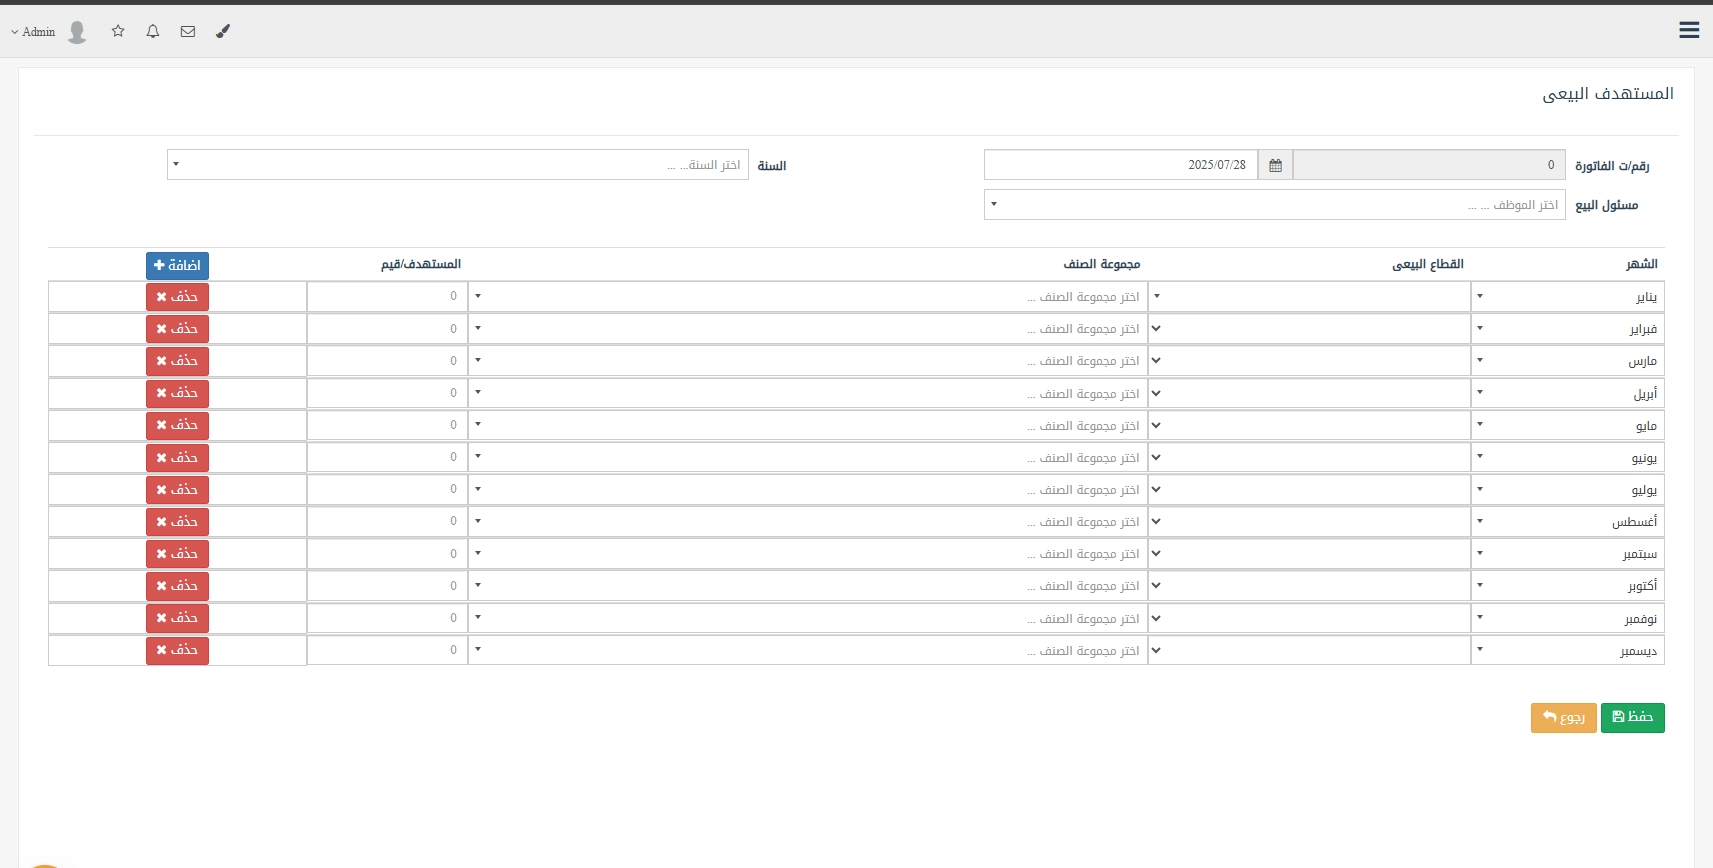 Admin
المستهدف البيعى
رقم/ت الفاتورة 0 2025/07/28 السنة اختر السنة... ...
مسئول البيع اختر الموظف ... ...
الشهر القطاع البيعى مجموعة الصنف المستهدف/قيم اضافة
يناير اختر مجموعة الصنف ... 0 حذف
فبراير اختر مجموعة الصنف ... 0 حذف
مارس اختر مجموعة الصنف ... 0 حذف
أبريل اختر مجموعة الصنف ... 0 حذف
مايو اختر مجموعة الصنف ... 0 حذف
يونيو اختر مجموعة الصنف ... 0 حذف
يوليو اختر مجموعة الصنف ... 0 حذف
أغسطس اختر مجموعة الصنف ... 0 حذف
سبتمبر اختر مجموعة الصنف ... 0 حذف
أكتوبر اختر مجموعة الصنف ... 0 حذف
نوفمبر اختر مجموعة الصنف ... 0 حذف
ديسمبر اختر مجموعة الصنف ... 0 حذف
حفظ رجوع